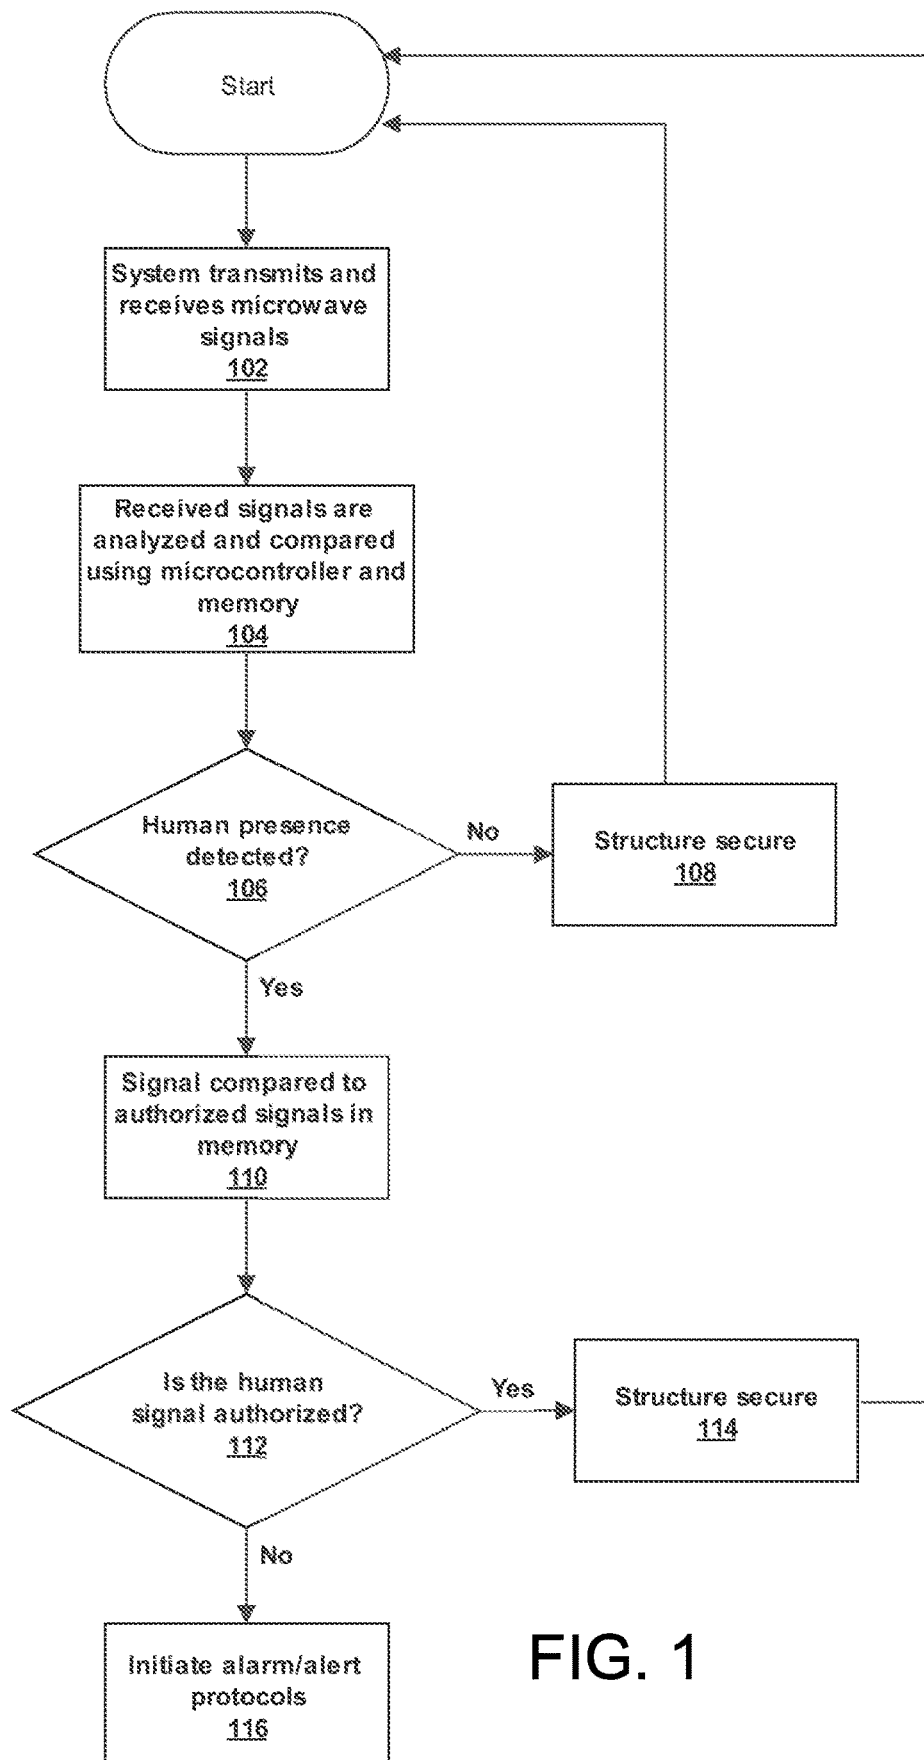 Start
System transmits and
receives microwave
signals
102
Received signals are
analyzed and compared
using microcontroller and
memory
104
Human presence
detected?
106
No
Structure secure
108
Yes
Signal compared to
authorized signals in
memory
110
Is the human
signal authorized?
112
Yes
Structure secure
114
No
Initiate alarm/alert
protocols
116
FIG. 1